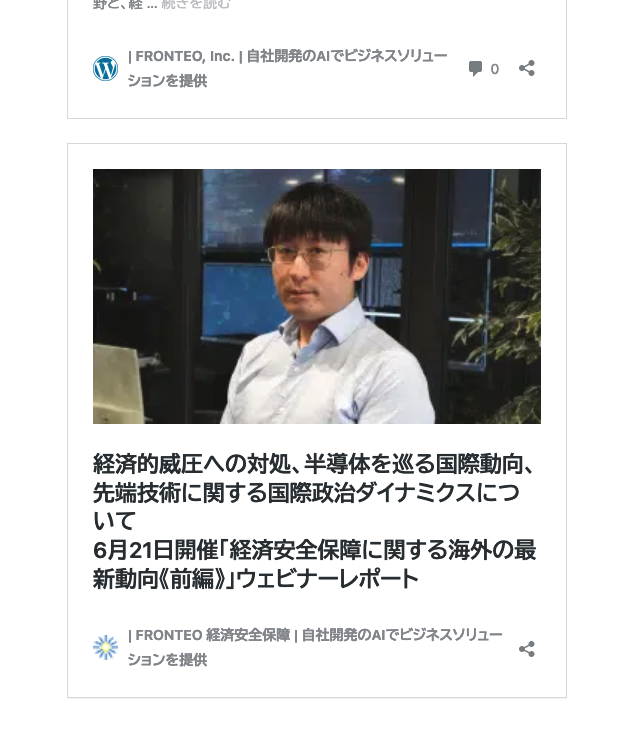 野と、経 ... 続きを読む
| FRONTEO, Inc. | 自社開発のAIでビジネスソリュー
ションを提供
0
経済的威圧への対処、半導体を巡る国際動向、
先端技術に関する国際政治ダイナミクスにつ
いて
6月21日開催「経済安全保障に関する海外の最
新動向《前編》」ウェビナーレポート
| FRONTEO 経済安全保障 | 自社開発のAIでビジネスソリュー
ションを提供